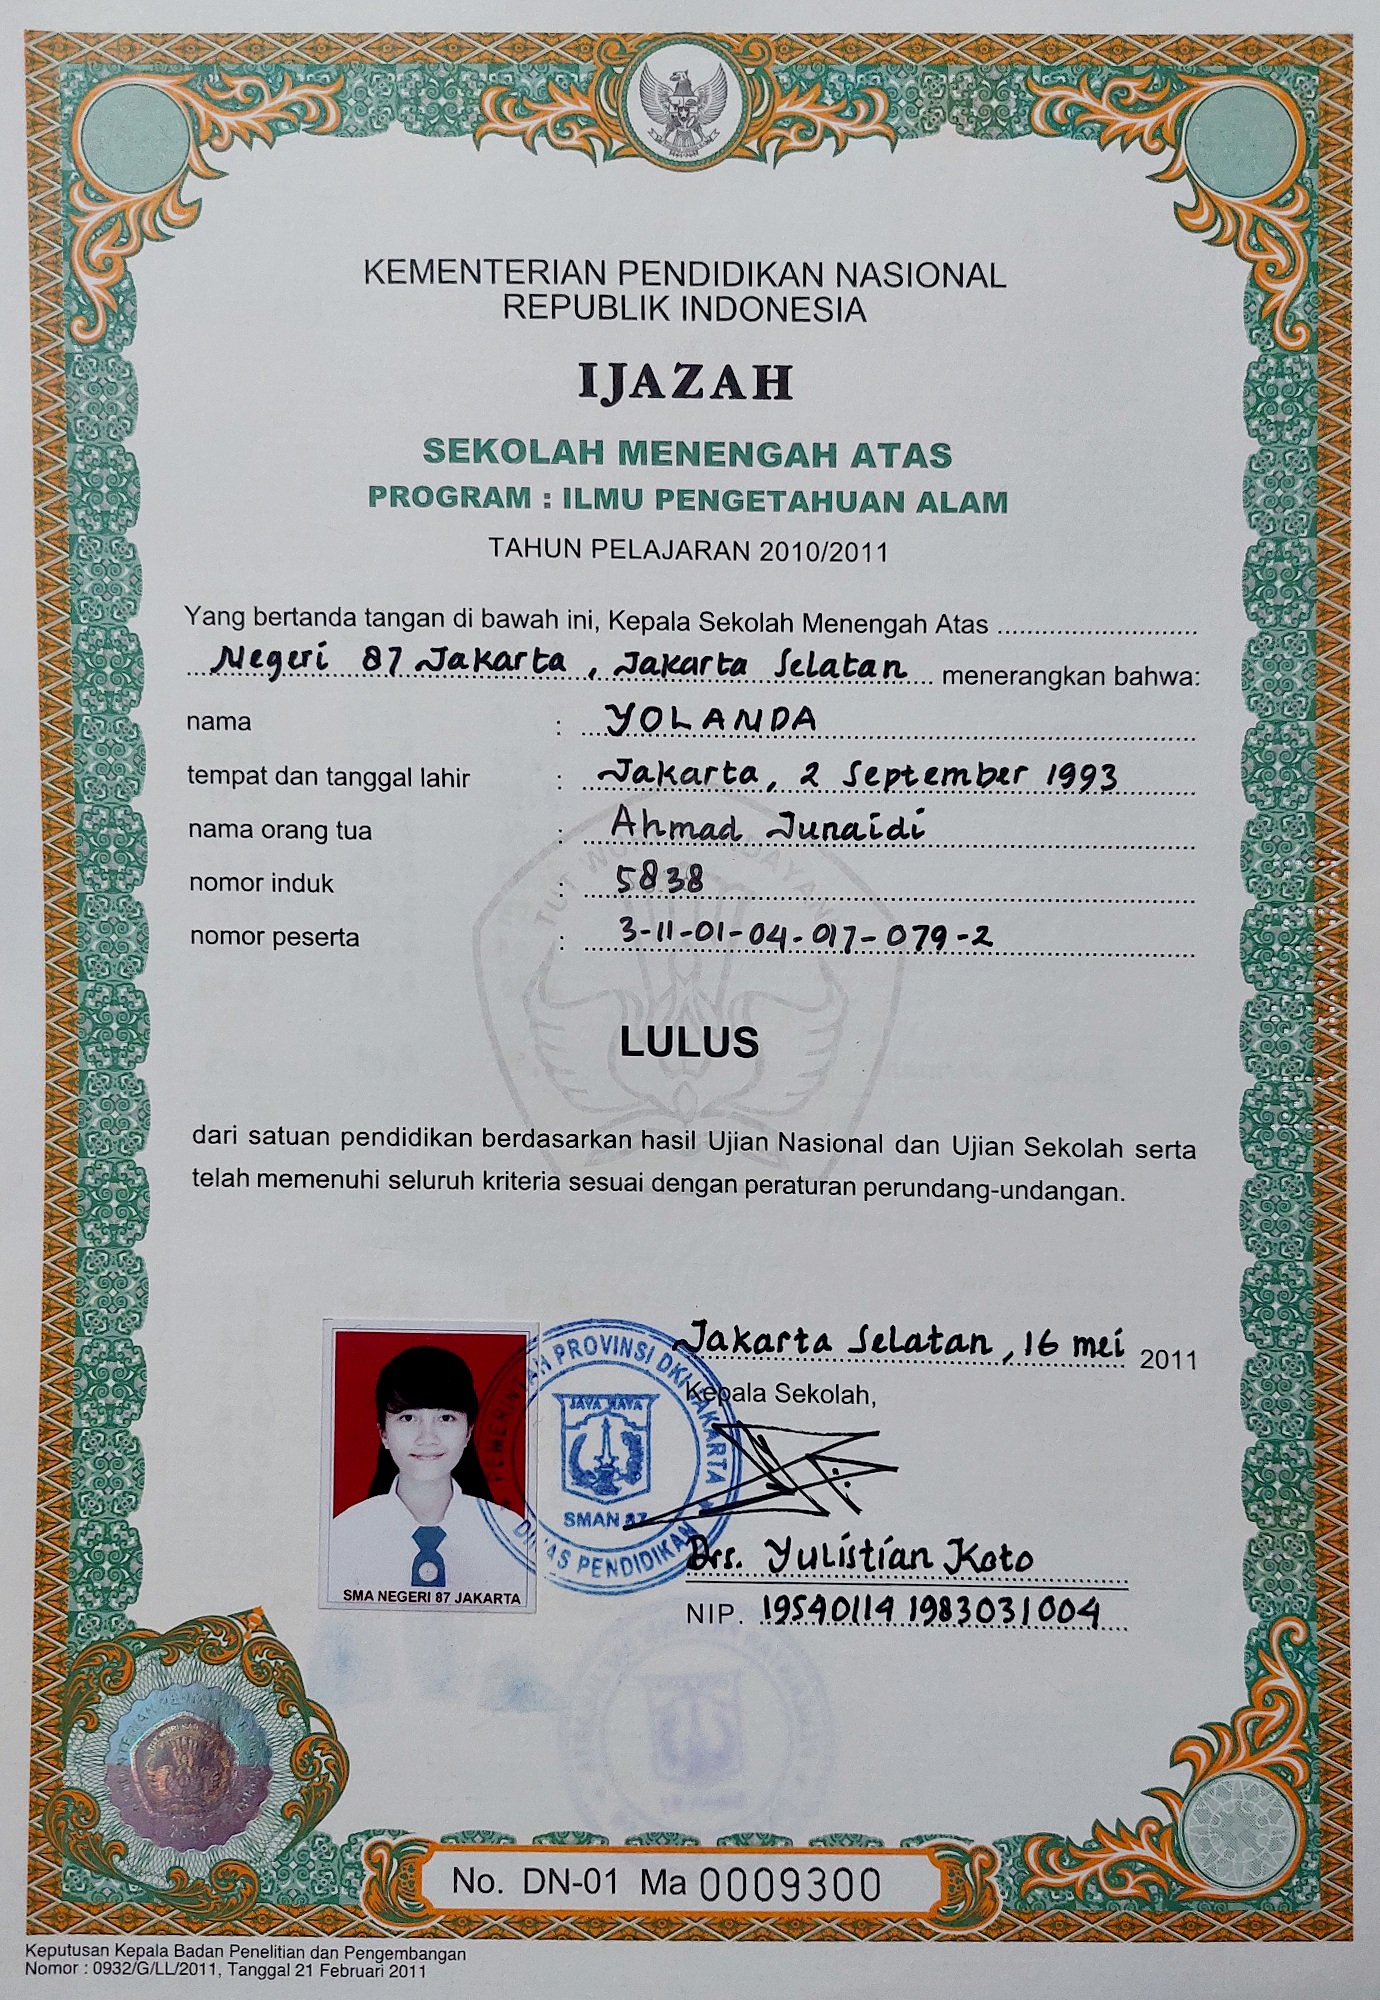 KEMENTERIAN PENDIDIKAN NASIONAL
REPUBLIK INDONESIA
IJAZAH
SEKOLAH MENENGAH ATAS
PROGRAM : ILMU PENGETAHUAN ALAM
TAHUN PELAJARAN 2010/2011
Yang bertanda tangan di bawah ini, Kepala Sekolah Menengah Atas
Negeri 87 Jakarta, Jakarta Selatan menerangkan bahwa:
nama : YOLANDA
tempat dan tanggal lahir : Jakarta, 2 September 1993
nama orang tua : Ahmad Junaidi
nomor induk : 5838
nomor peserta : 3-11-01-04-017-079-2
LULUS
dari satuan pendidikan berdasarkan hasil Ujian Nasional dan Ujian Sekolah serta
telah memenuhi seluruh kriteria sesuai dengan peraturan perundang-undangan.
Jakarta Selatan, 16 mei 2011
Kepala Sekolah,
PEMERINTAH PROVINSI DKI JAKARTA
JAYA RAYA
SMAN 87
DINAS PENDIDIKAN
Drs. Yulistian Koto
SMA NEGERI 87 JAKARTA
NIP. 19540114 1983031004
No. DN-01 Ma 0009300
Keputusan Kepala Badan Penelitian dan Pengembangan
Nomor : 0932/G/LL/2011, Tanggal 21 Februari 2011